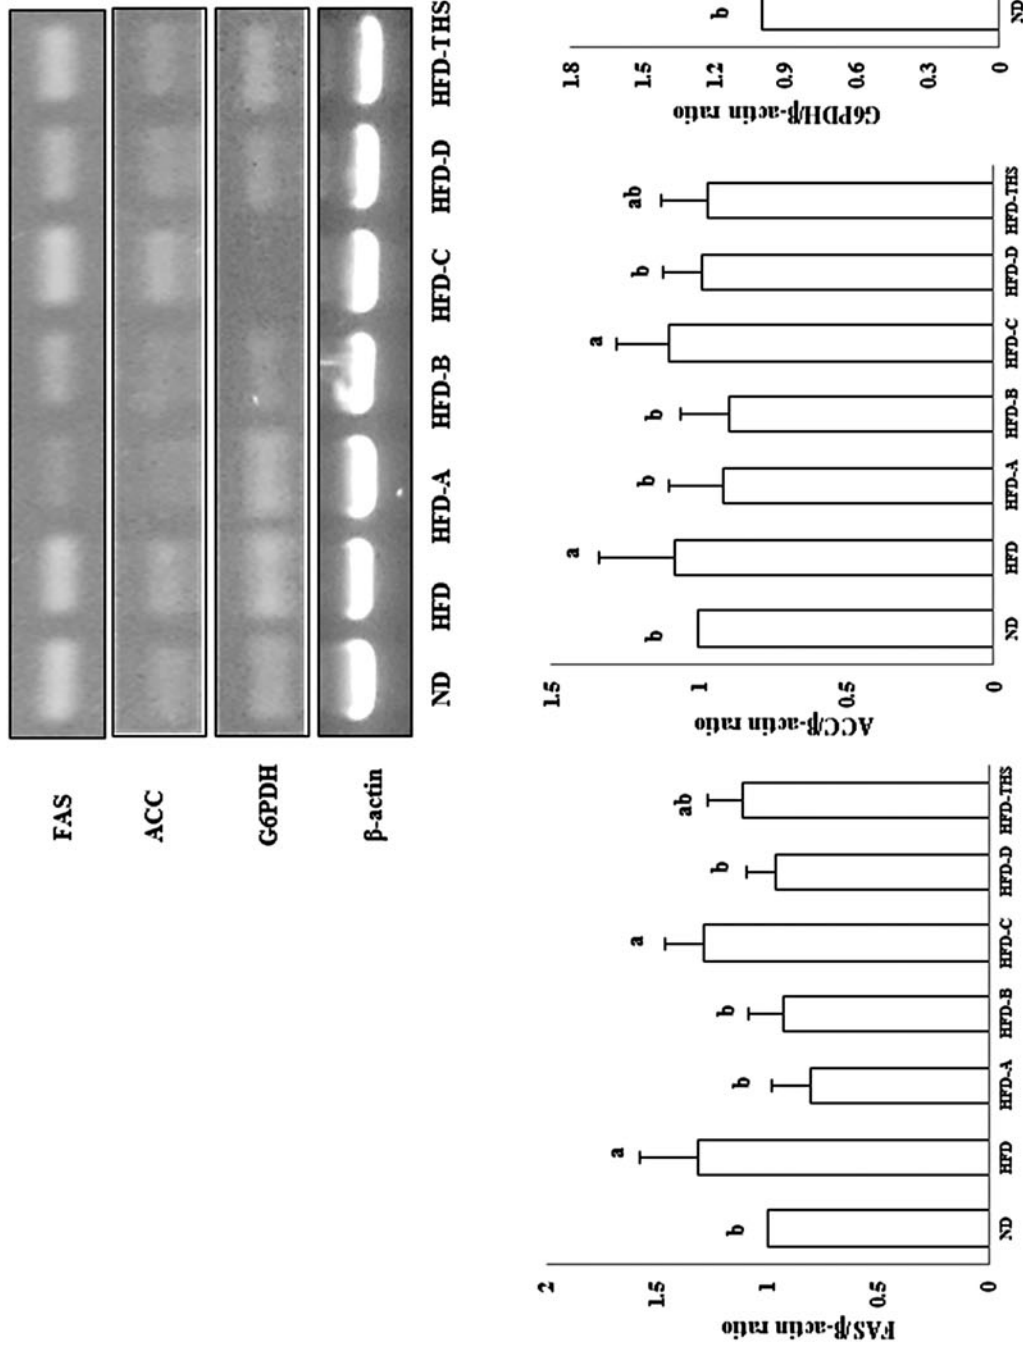 FAS
ACC
G6PDH
β-actin
ND HFD HFD-A HFD-B HFD-C HFD-D HFD-THS
FAS/β-actin ratio
2
1.5
1
0.5
0
b a b b a b ab
ND HFD HFD-A HFD-B HFD-C HFD-D HFD-THS
ACC/β-actin ratio
1.5
1
0.5
0
b a b b a b ab
ND HFD HFD-A HFD-B HFD-C HFD-D HFD-THS
G6PDH/β-actin ratio
1.8
1.5
1.2
0.9
0.6
0.3
0
b
ND